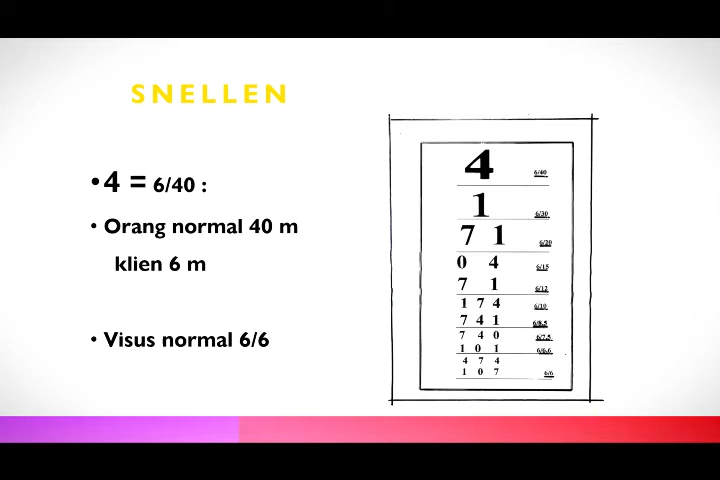 SNELLEN
•4 = 6/40 :
• Orang normal 40 m
klien 6 m
• Visus normal 6/6
4 6/40
1 6/30
7 1 6/20
0 4 6/15
7 1 6/12
1 7 4 6/10
7 4 1 6/8,5
7 4 0 6/7,5
1 0 1 6/6,6
4 7 4
1 0 7 6/6